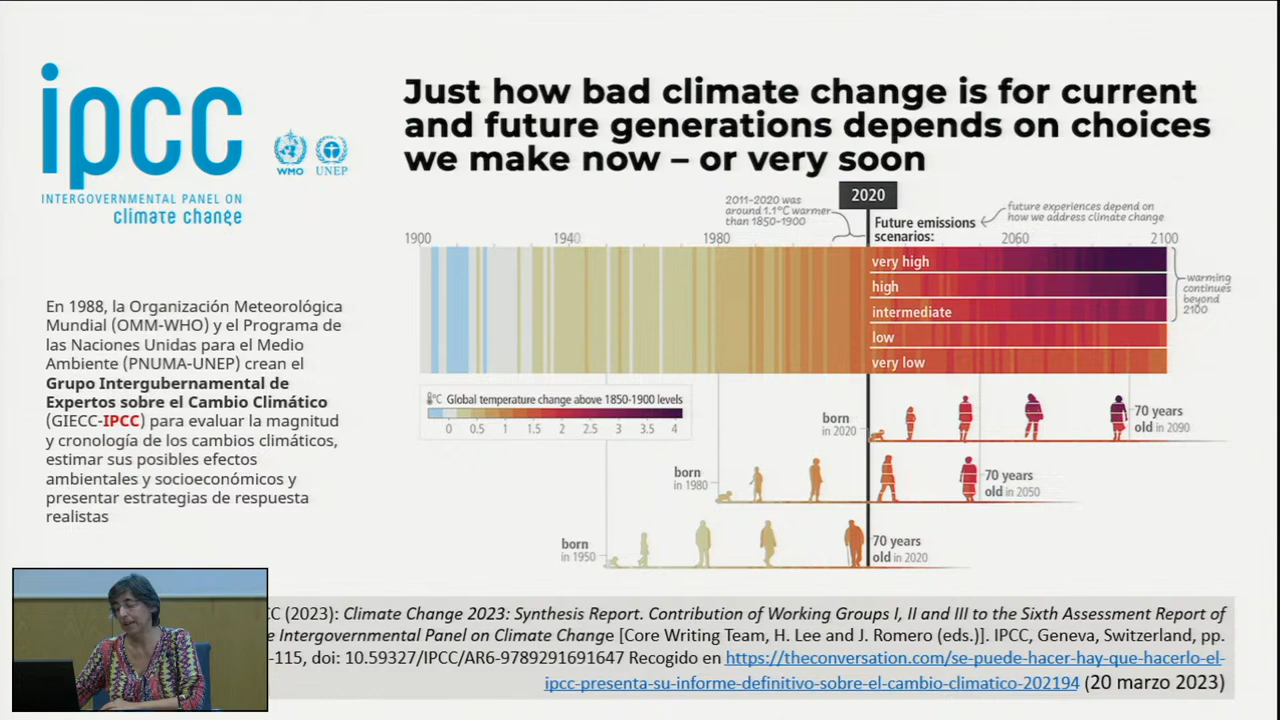 ipcc
INTERGOVERNMENTAL PANEL ON
climate change
WMO
UNEP
En 1988, la Organización Meteorológica
Mundial (OMM-WHO) y el Programa de
las Naciones Unidas para el Medio
Ambiente (PNUMA-UNEP) crean el
Grupo Intergubernamental de
Expertos sobre el Cambio Climático
(GIECC-IPCC) para evaluar la magnitud
y cronología de los cambios climáticos,
estimar sus posibles efectos
ambientales y socioeconómicos y
presentar estrategias de respuesta
realistas
Just how bad climate change is for current
and future generations depends on choices
we make now – or very soon
2020
2011-2020 was
around 1.1°C warmer
than 1850-1900
Future emissions
scenarios:
future experiences depend on
how we address climate change
1900
1940
1980
2060
2100
very high
high
intermediate
low
very low
warming
continues
beyond
2100
°C Global temperature change above 1850-1900 levels
0 0.5 1 1.5 2 2.5 3 3.5 4
born
in 2020
70 years
old in 2090
born
in 1980
70 years
old in 2050
born
in 1950
70 years
old in 2020
CC (2023): Climate Change 2023: Synthesis Report. Contribution of Working Groups I, II and III to the Sixth Assessment Report of
e Intergovernmental Panel on Climate Change [Core Writing Team, H. Lee and J. Romero (eds.)]. IPCC, Geneva, Switzerland, pp.
-115, doi: 10.59327/IPCC/AR6-9789291691647 Recogido en https://theconversation.com/se-puede-hacer-hay-que-hacerlo-el-
ipcc-presenta-su-informe-definitivo-sobre-el-cambio-climatico-202194 (20 marzo 2023)